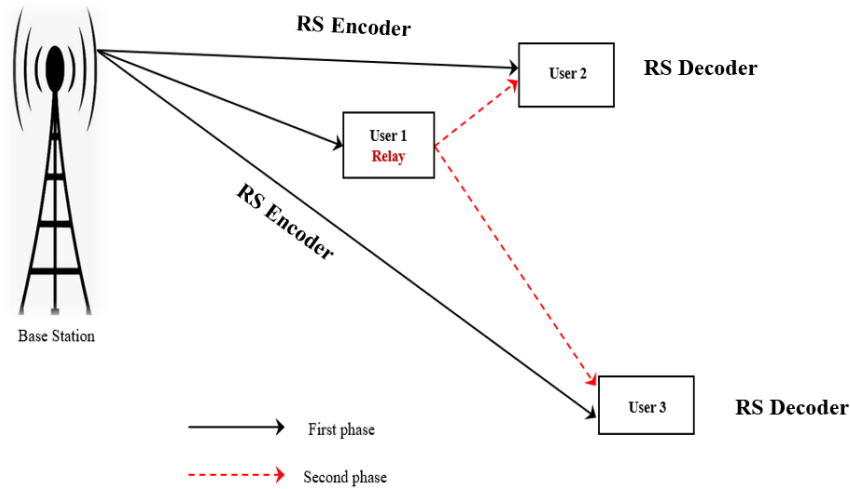 RS Encoder
User 2
RS Decoder
User 1
Relay
RS Encoder
Base Station
User 3
RS Decoder
First phase
Second phase